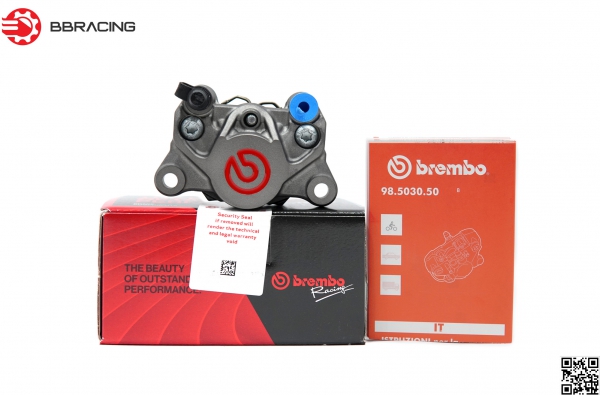 BBRACING
brembo
98.5030.50
Security Seal
if removed will
render the technical
and legal warranty
void
THE BEAUTY
OF OUTSTAND
PERFORMANCE.
brembo
Racing
IT